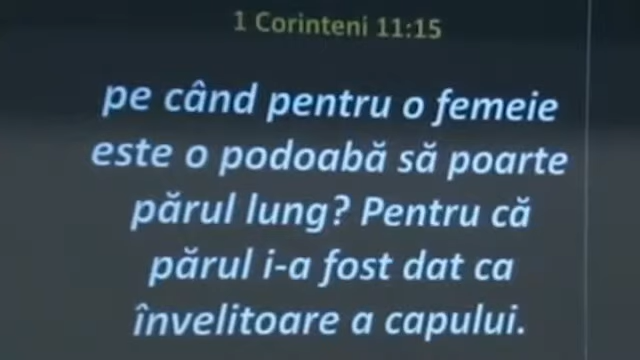 1 Corinteni 11:15
pe când pentru o femeie
este o podoabă să poarte
părul lung? Pentru că
părul i-a fost dat ca
învelitoare a capului.